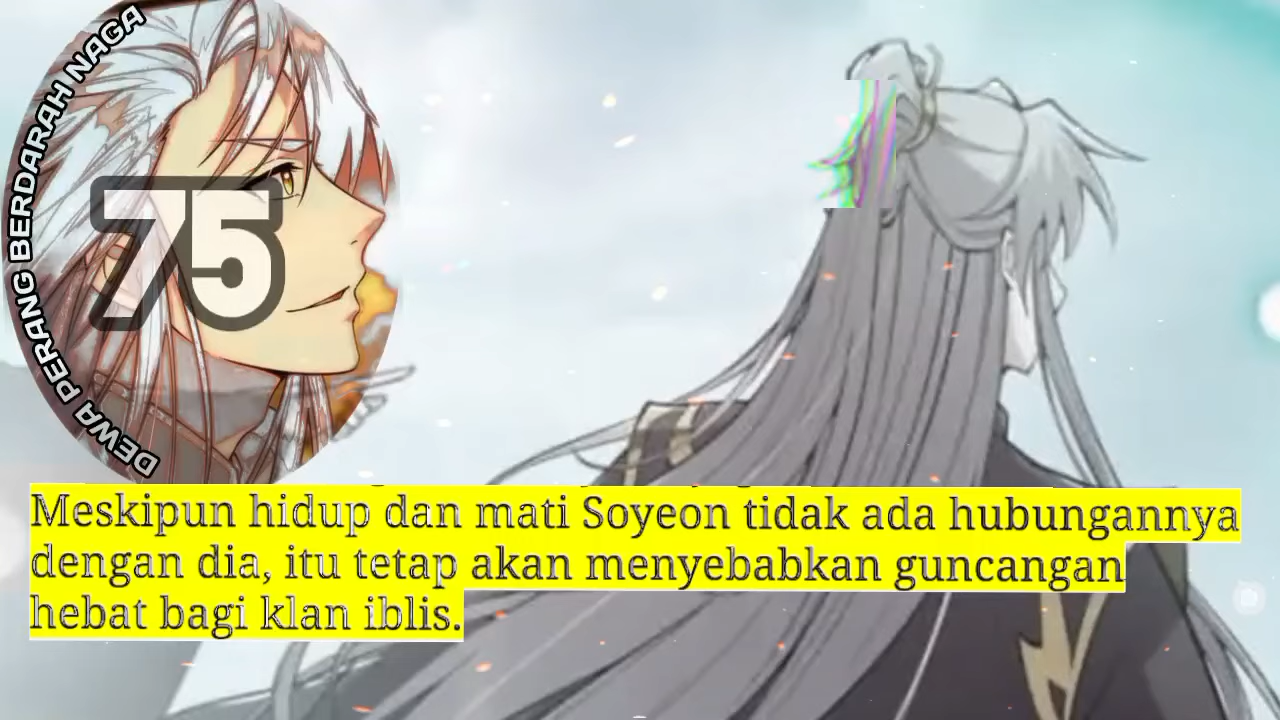 DEWA PERANG BERDARAH NAGA
75
Meskipun hidup dan mati Soyeon tidak ada hubungannya
dengan dia, itu tetap akan menyebabkan guncangan
hebat bagi klan iblis.